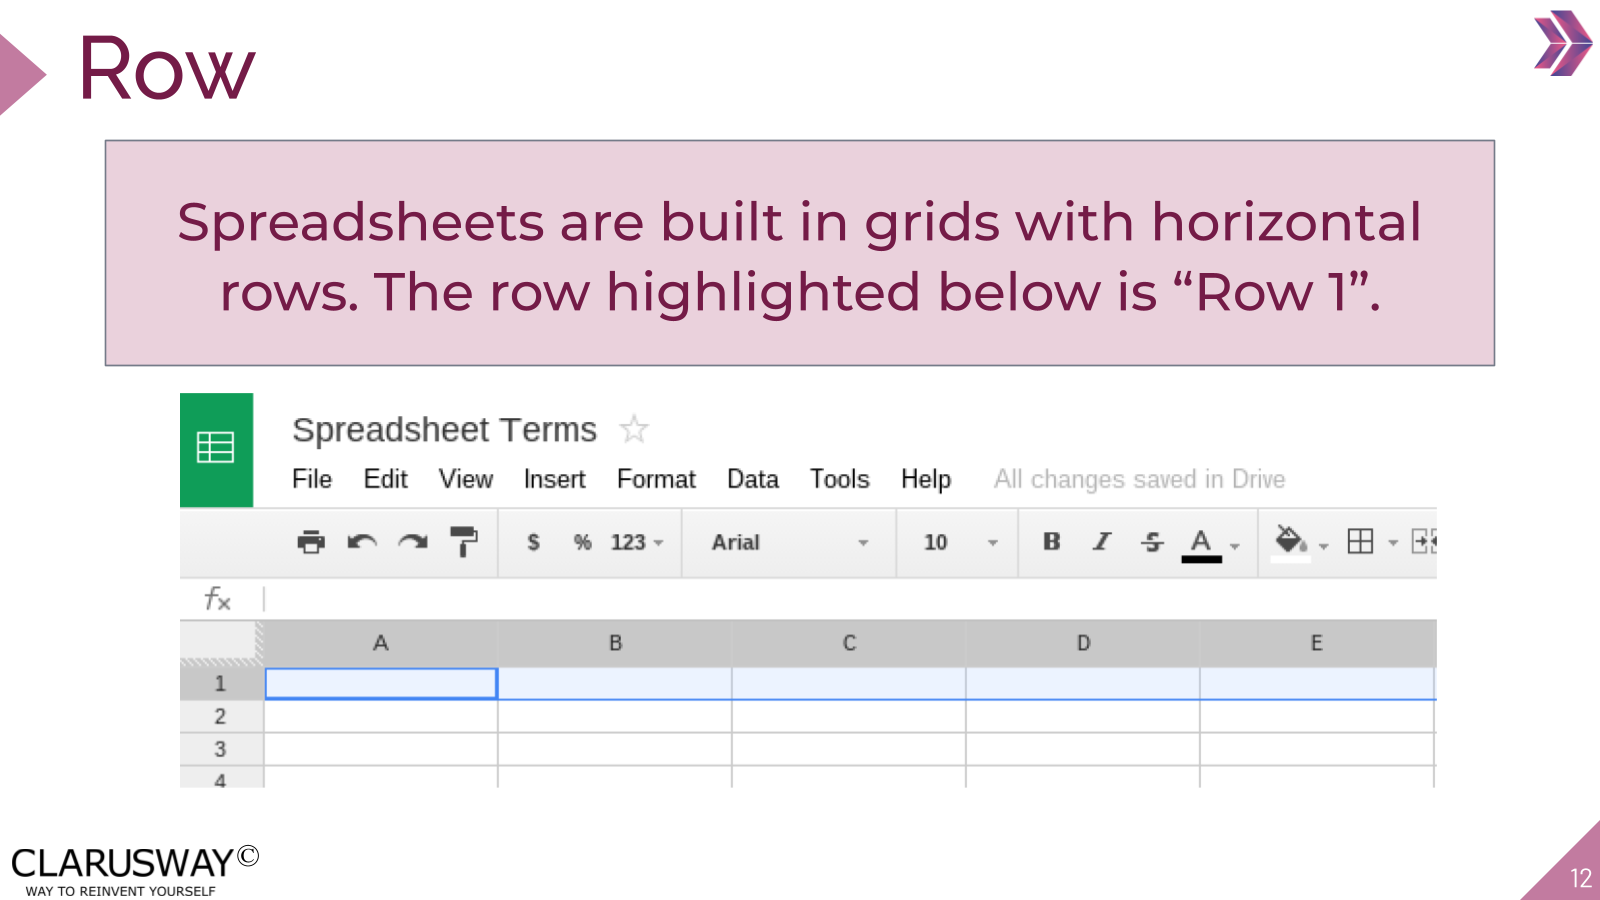 Row
Spreadsheets are built in grids with horizontal
rows. The row highlighted below is “Row 1”.
Spreadsheet Terms
File Edit View Insert Format Data Tools Help All changes saved in Drive
$ % 123 Arial 10 B I S A
fx
A B C D E
1
2
3
4
CLARUSWAY©
WAY TO REINVENT YOURSELF
12